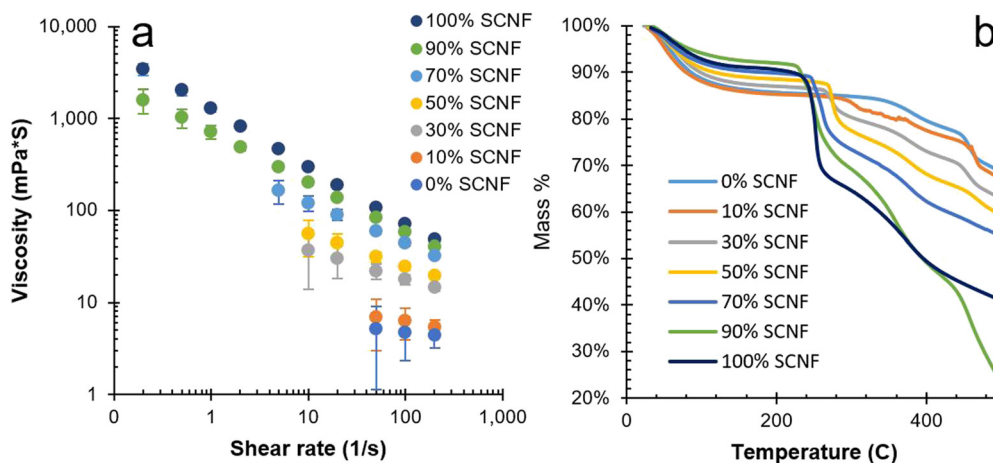 a
10,000
1,000
100
10
1
0
1
10
100
1,000
Viscosity (mPa*S)
Shear rate (1/s)
100% SCNF
90% SCNF
70% SCNF
50% SCNF
30% SCNF
10% SCNF
0% SCNF
b
100%
90%
80%
70%
60%
50%
40%
30%
20%
0
200
400
Mass %
Temperature (C)
0% SCNF
10% SCNF
30% SCNF
50% SCNF
70% SCNF
90% SCNF
100% SCNF